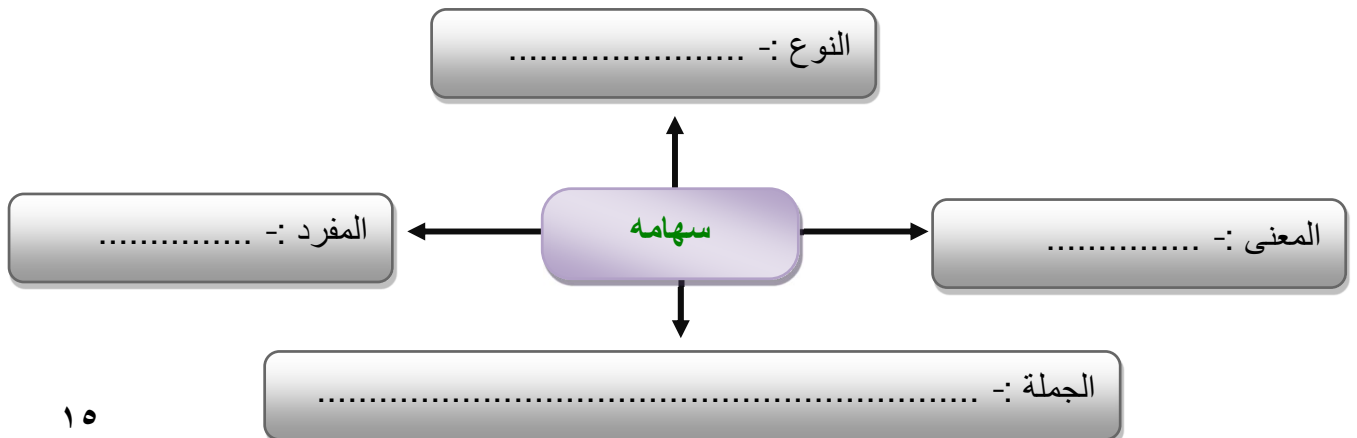 النوع :- .......................
المعنى :- ...............
سهامه
المفرد :- ...............
الجملة :- ................................................................
١٥